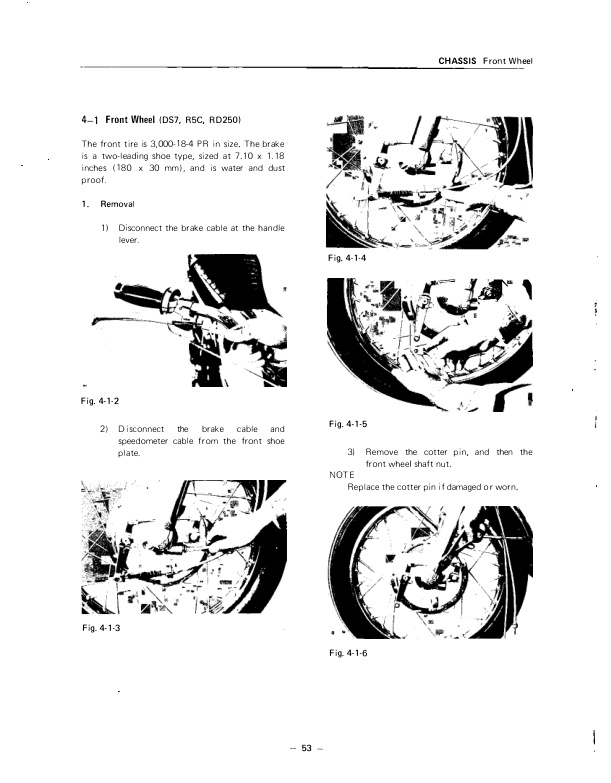 CHASSIS Front Wheel
4-1 Front Wheel (DS7, R5C, RD250)
The front tire is 3,000-18-4 PR in size. The brake
is a two-leading shoe type, sized at 7.10 x 1.18
inches (180 x 30 mm), and is water and dust
proof.
1. Removal
1) Disconnect the brake cable at the handle
lever.
Fig. 4-1-2
2) Disconnect the brake cable and
speedometer cable from the front shoe
plate.
Fig. 4-1-3
Fig. 4-1-4
Fig. 4-1-5
3) Remove the cotter pin, and then the
front wheel shaft nut.
NOTE
Replace the cotter pin if damaged or worn.
Fig. 4-1-6
- 53 -